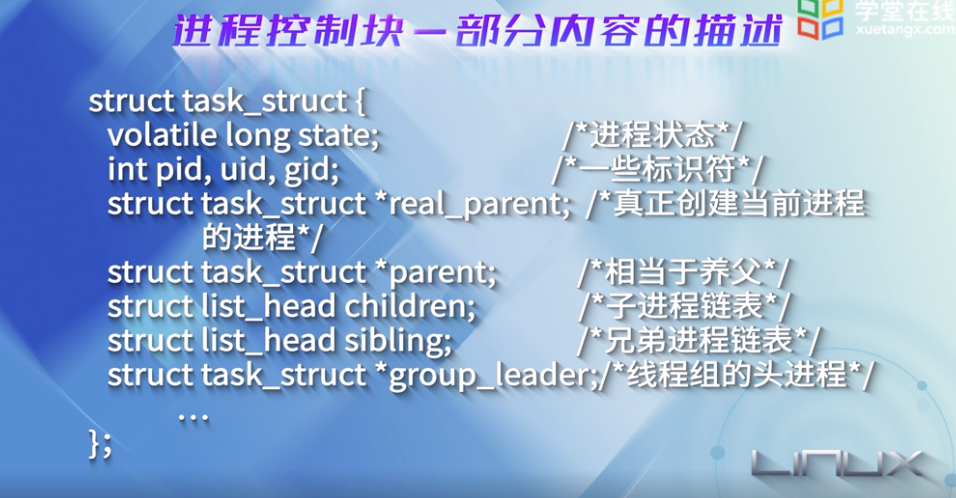 进程控制块－部分内容的描述
学堂在线
xuetangx.com
struct task_struct {
volatile long state; /*进程状态*/
int pid, uid, gid; /*一些标识符*/
struct task_struct *real_parent; /*真正创建当前进程
的进程*/
struct task_struct *parent; /*相当于养父*/
struct list_head children; /*子进程链表*/
struct list_head sibling; /*兄弟进程链表*/
struct task_struct *group_leader;/*线程组的头进程*/
...
};
LINUX